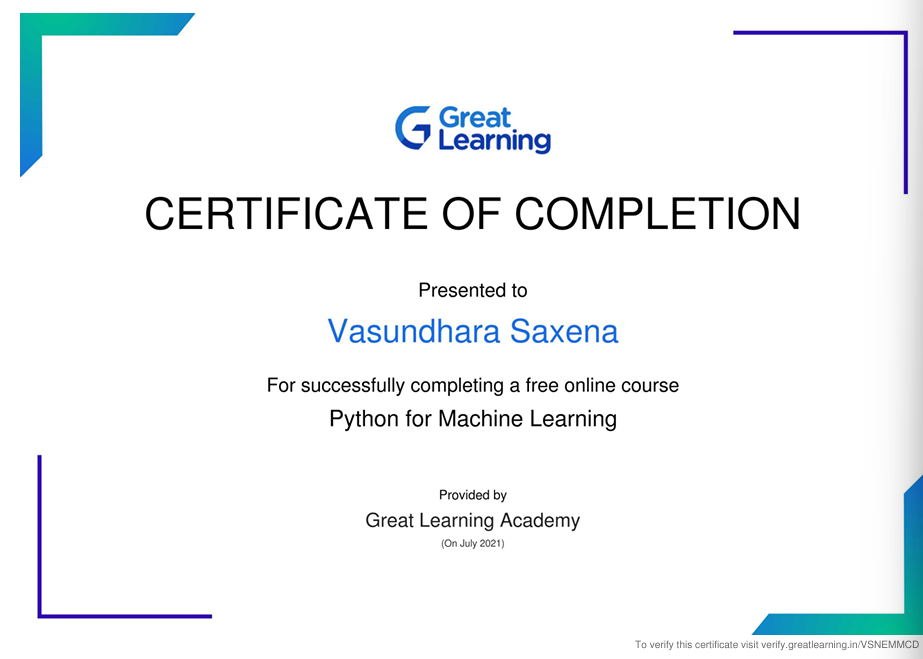 Great
Learning
CERTIFICATE OF COMPLETION
Presented to
Vasundhara Saxena
For successfully completing a free online course
Python for Machine Learning
Provided by
Great Learning Academy
(On July 2021)
To verify this certificate visit verify.greatlearning.in/VSNEMMCD